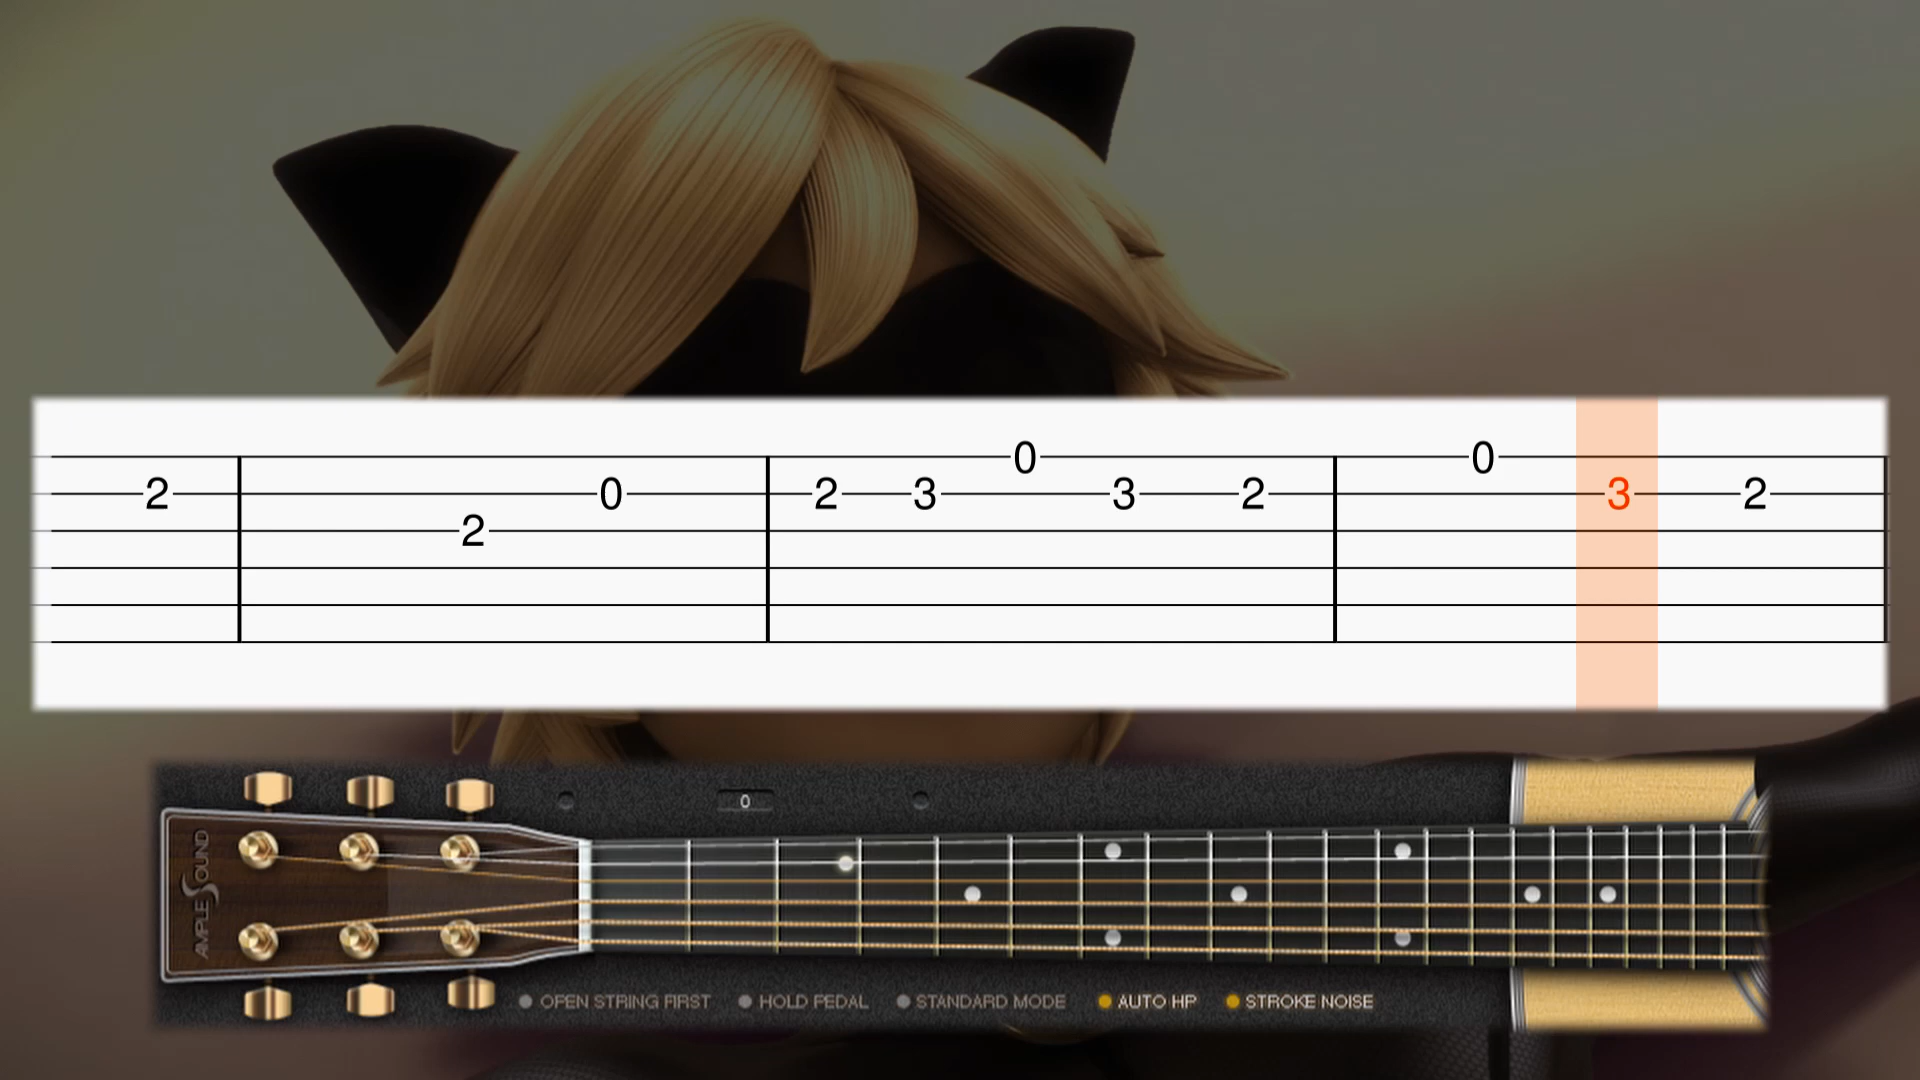 0 0
2 0 2 3 3 2 3 2
2
0
AMPLE SOUND
OPEN STRING FIRST HOLD PEDAL STANDARD MODE AUTO HP STROKE NOISE